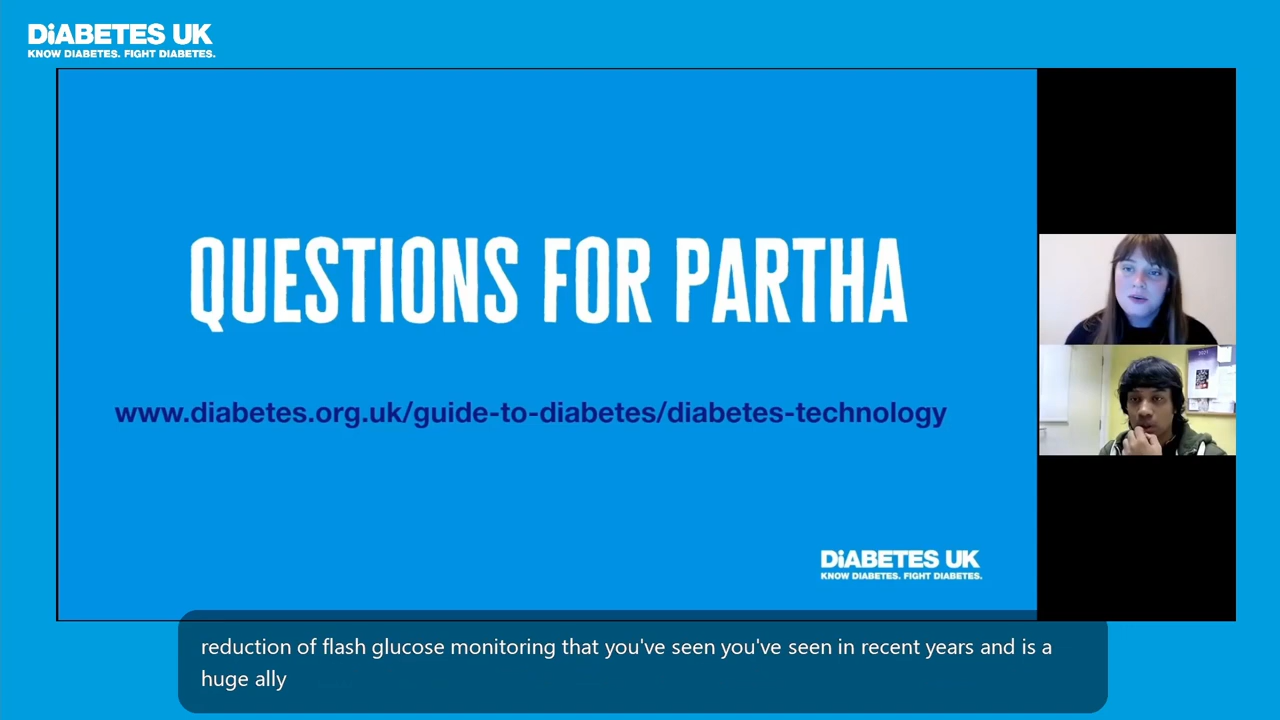 DiABETES UK
KNOW DIABETES. FIGHT DIABETES.
QUESTIONS FOR PARTHA
www.diabetes.org.uk/guide-to-diabetes/diabetes-technology
2021
DiABETES UK
KNOW DIABETES. FIGHT DIABETES.
reduction of flash glucose monitoring that you've seen you've seen in recent years and is a
huge ally